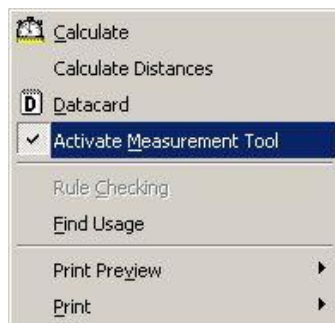 Calculate
Calculate Distances
D Datacard
Activate Measurement Tool
Rule Checking
Find Usage
Print Preview
Print